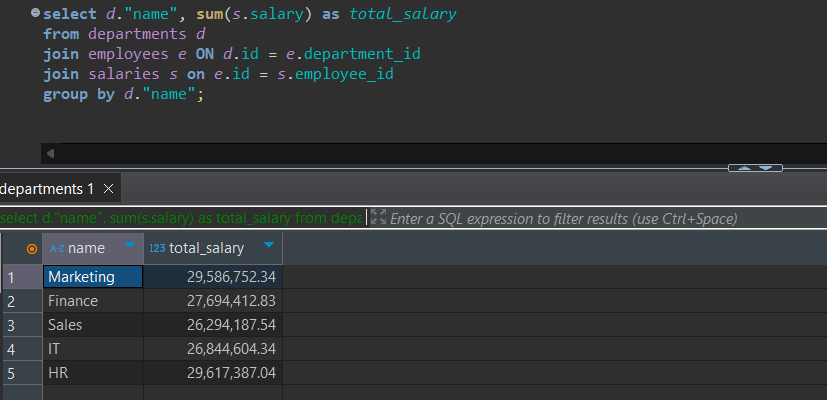 select d."name", sum(s.salary) as total_salary
from departments d
join employees e ON d.id = e.department_id
join salaries s on e.id = s.employee_id
group by d."name";
departments 1
select d."name", sum(s.salary) as total_salary from depa Enter a SQL expression to filter results (use Ctrl+Space)
A-Z name 123 total_salary
1 Marketing 29,586,752.34
2 Finance 27,694,412.83
3 Sales 26,294,187.54
4 IT 26,844,604.34
5 HR 29,617,387.04